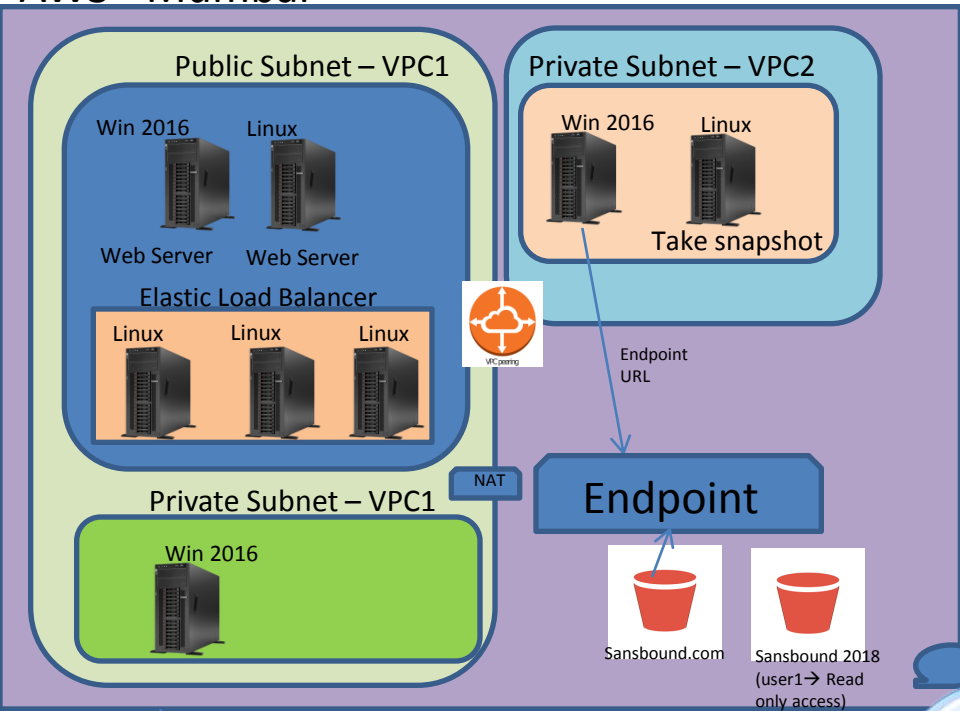 AWS - Mumbai
Public Subnet – VPC1
Win 2016
Linux
Web Server
Web Server
Elastic Load Balancer
Linux
Linux
Linux
Private Subnet – VPC2
Win 2016
Linux
Take snapshot
VPC peering
Endpoint
URL
NAT
Endpoint
Private Subnet – VPC1
Win 2016
Sansbound.com
Sansbound 2018
(user1→ Read
only access)